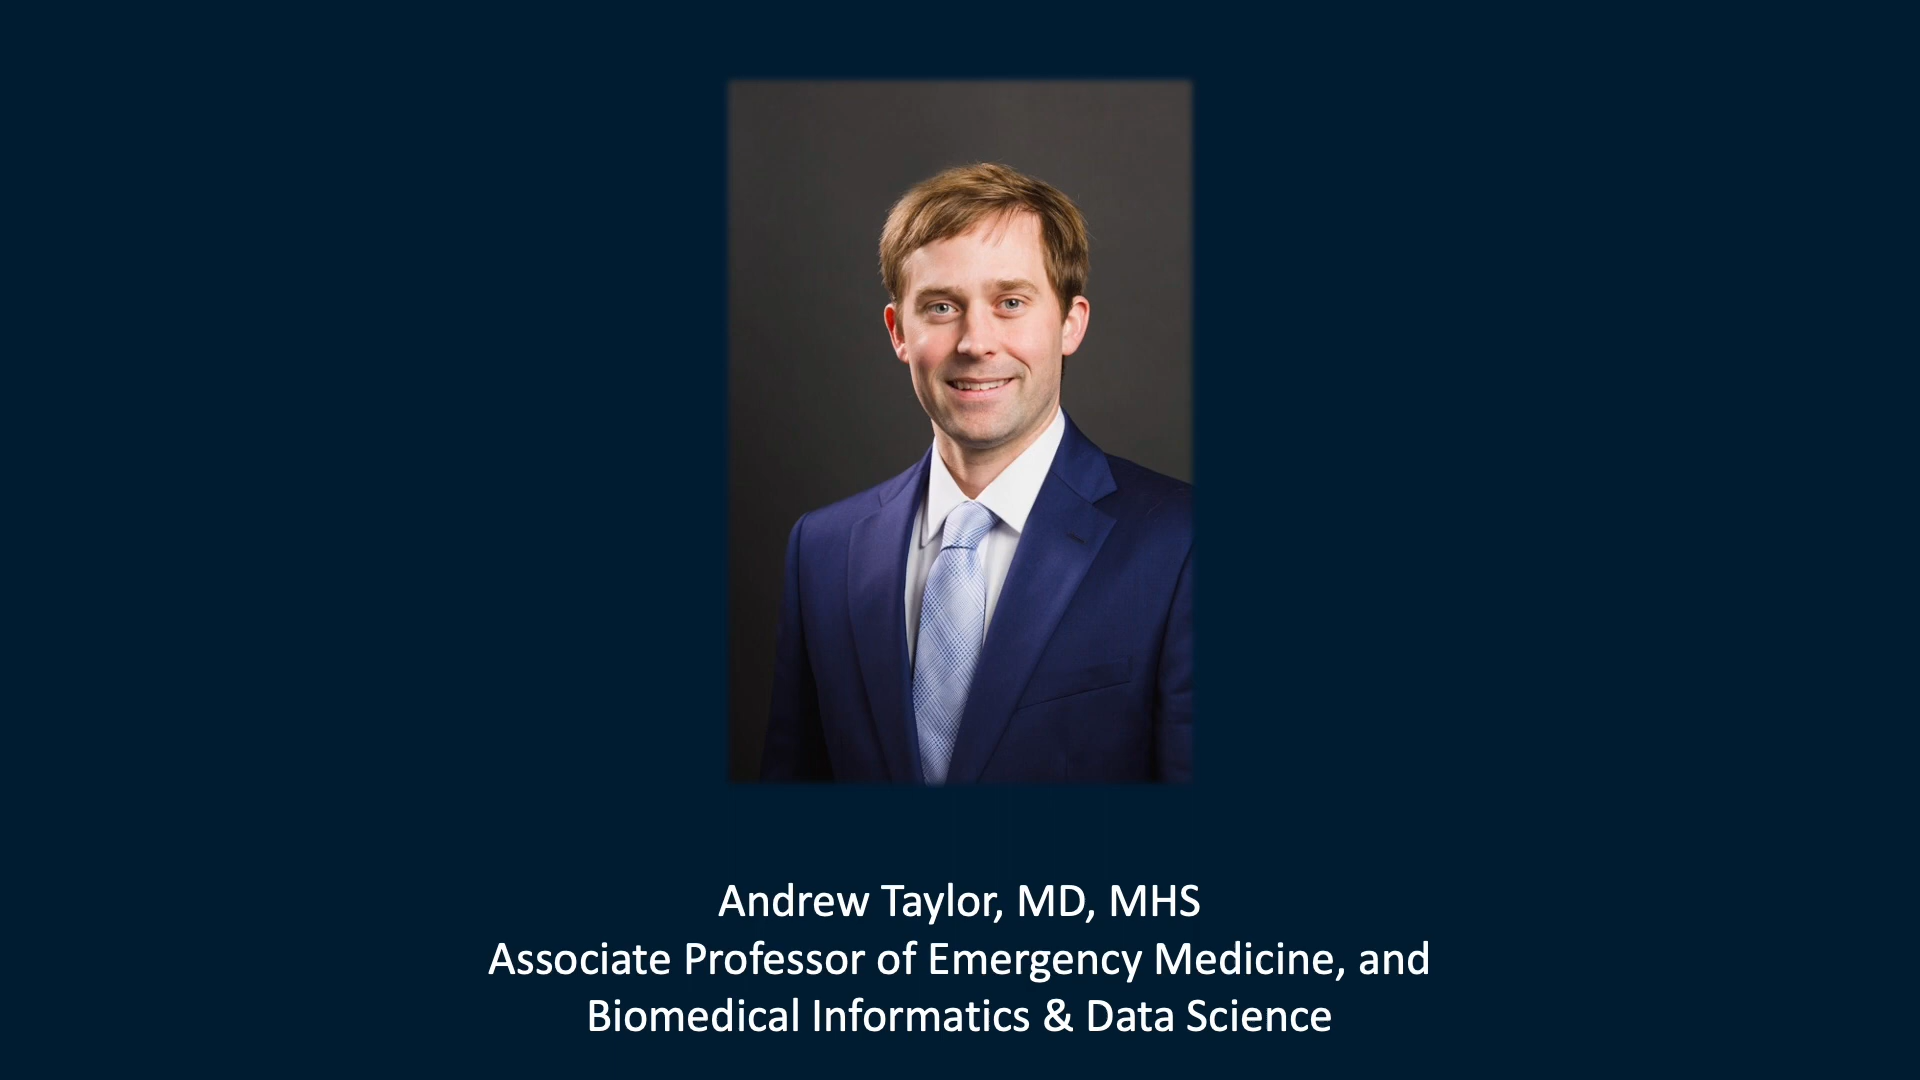 Andrew Taylor, MD, MHS
Associate Professor of Emergency Medicine, and
Biomedical Informatics & Data Science